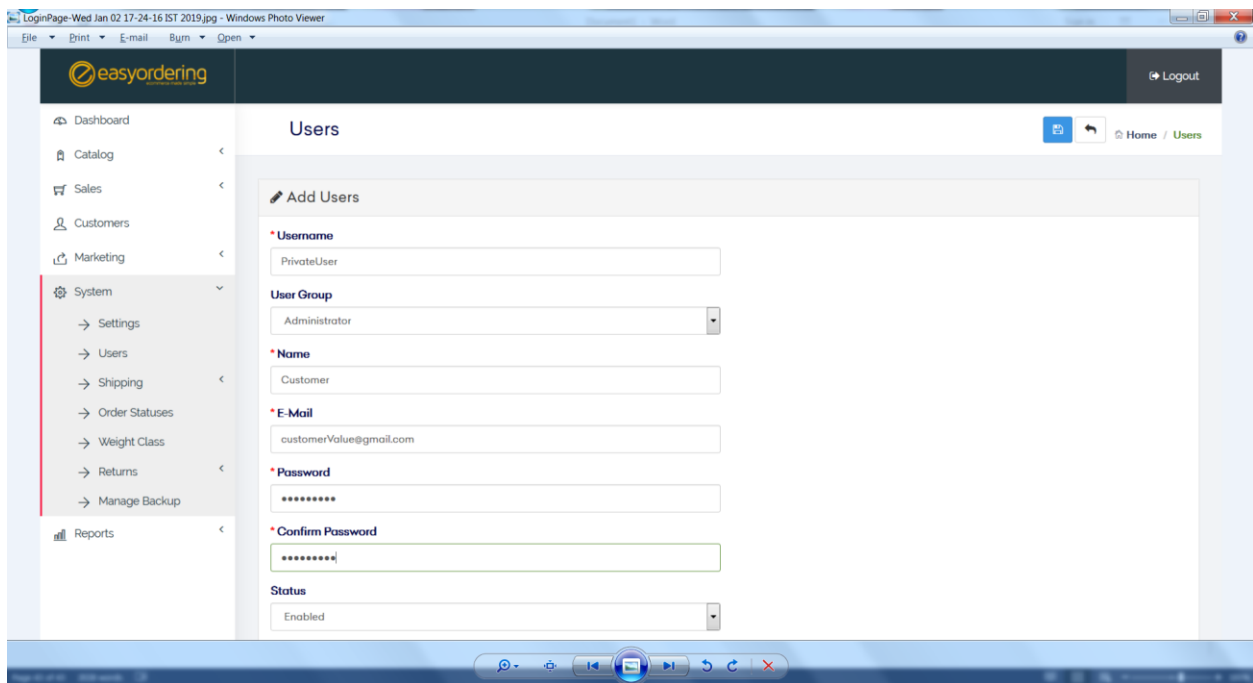 LoginPage-Wed Jan 02 17-24-16 IST 2019.jpg - Windows Photo Viewer
File Print E-mail Burn Open
easyordering
Logout
Dashboard
Users
Home / Users
Catalog
Sales
Add Users
Customers
* Username
Marketing
PrivateUser
System
User Group
Settings
Administrator
Users
* Name
Shipping
Customer
Order Statuses
* E-Mail
Weight Class
customerValue@gmail.com
Returns
* Password
Manage Backup
Reports
* Confirm Password
Status
Enabled